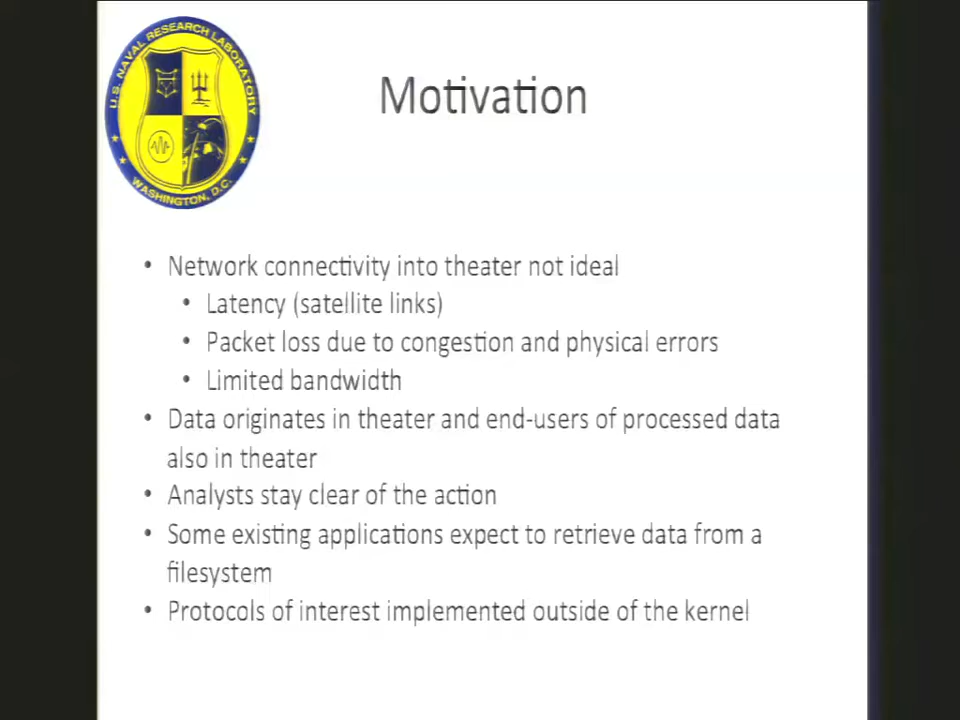 U.S. NAVAL RESEARCH LABORATORY
WASHINGTON, D.C.
Motivation
• Network connectivity into theater not ideal
• Latency (satellite links)
• Packet loss due to congestion and physical errors
• Limited bandwidth
• Data originates in theater and end-users of processed data
also in theater
• Analysts stay clear of the action
• Some existing applications expect to retrieve data from a
filesystem
• Protocols of interest implemented outside of the kernel